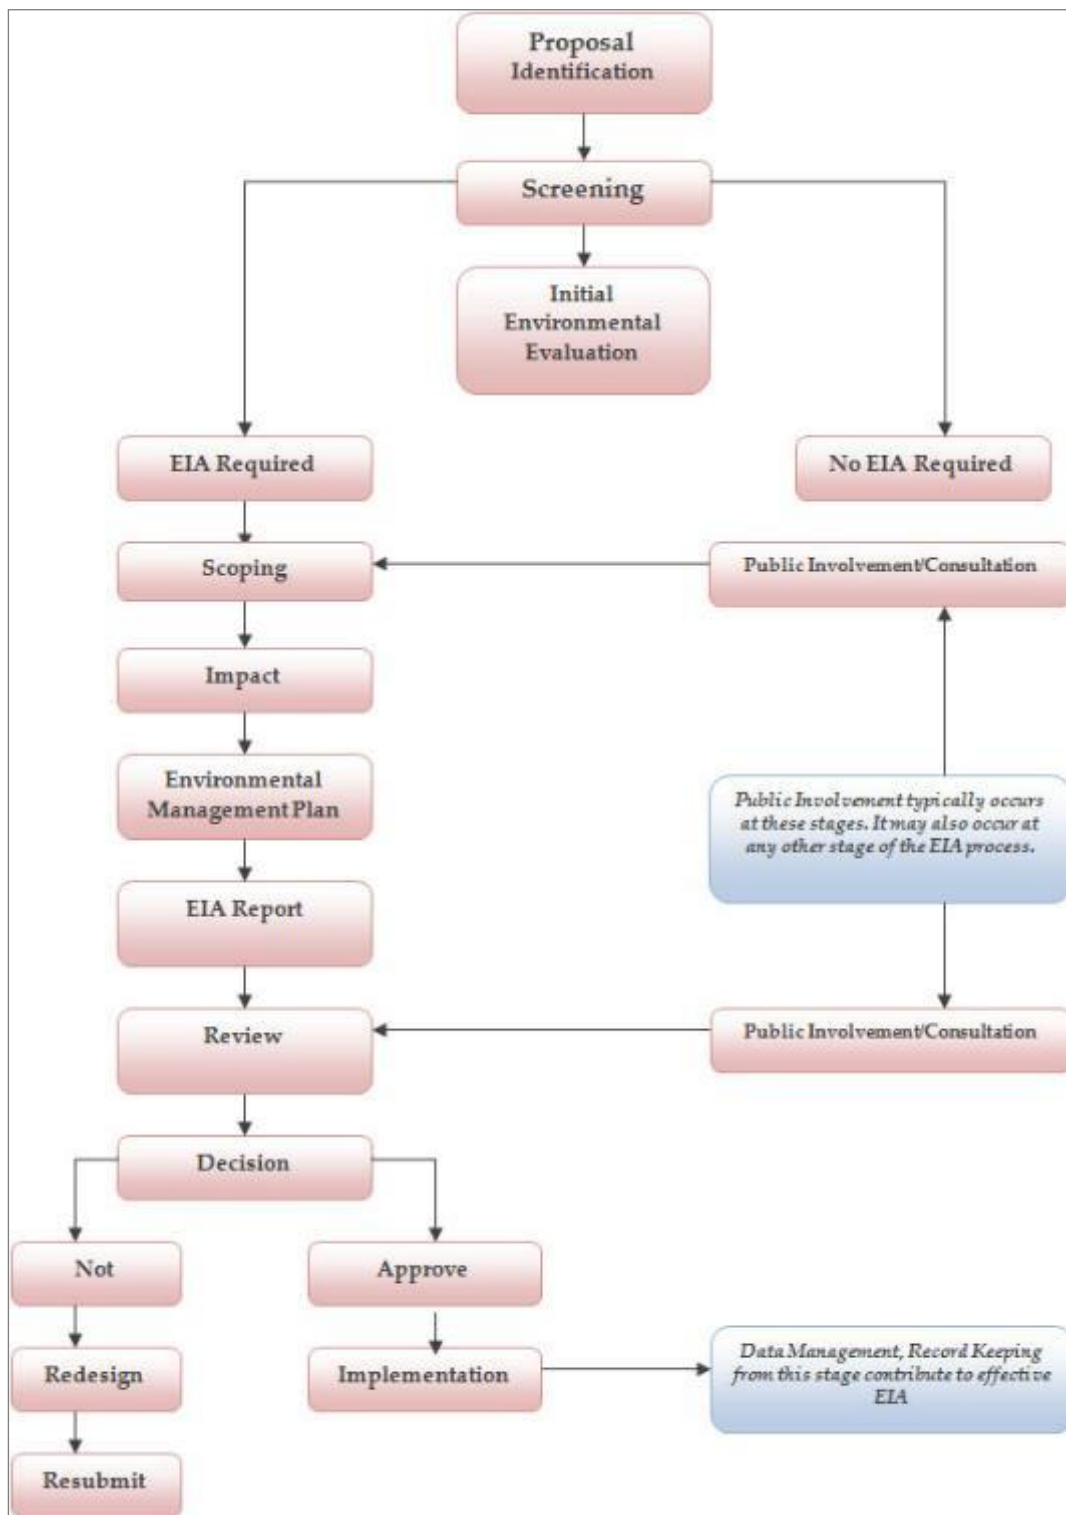 Proposal
Identification
Screening
Initial
Environmental
Evaluation
EIA Required
No EIA Required
Scoping
Public Involvement/Consultation
Impact
Environmental
Management Plan
Public Involvement typically occurs
at these stages. It may also occur at
any other stage of the EIA process.
EIA Report
Review
Public Involvement/Consultation
Decision
Not
Approve
Redesign
Implementation
Data Management, Record Keeping
from this stage contribute to effective
EIA
Resubmit